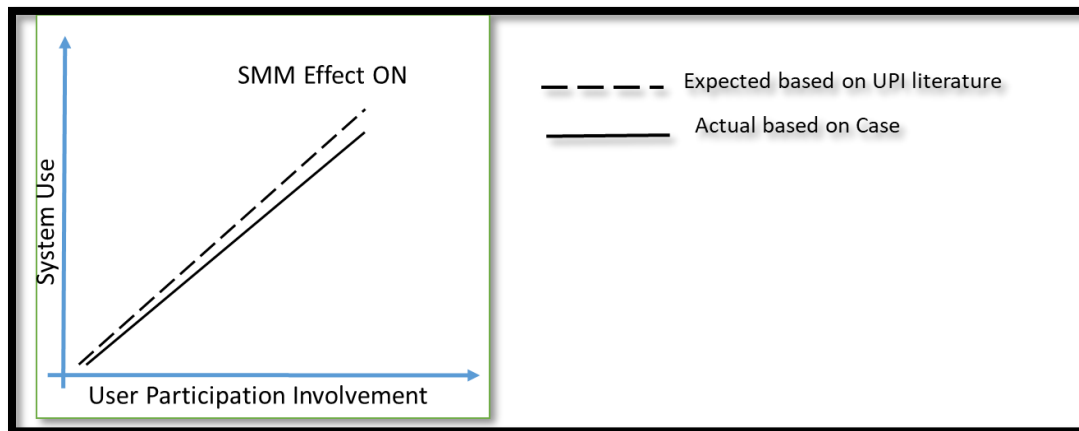 SMM Effect ON
System Use
User Participation Involvement
Expected based on UPI literature
Actual based on Case